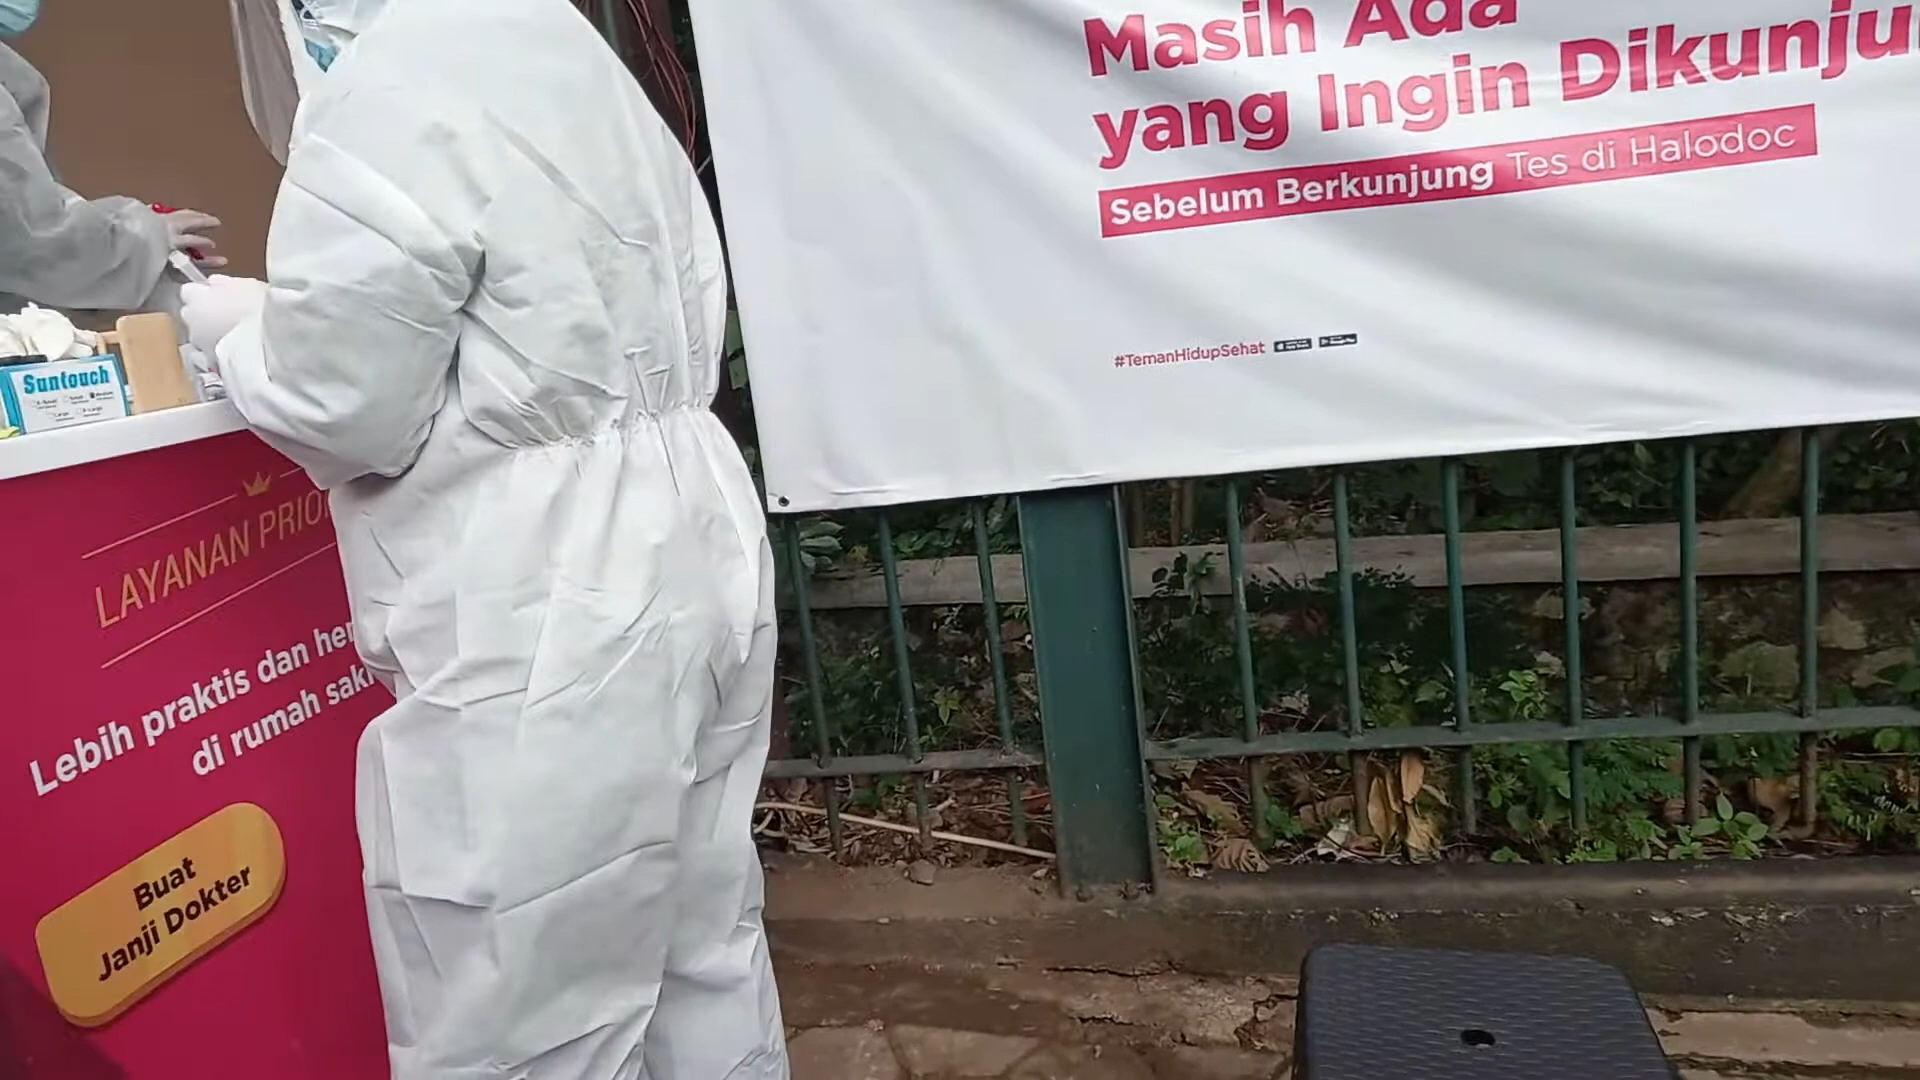 Masih Ada
yang Ingin Dikunju
Sebelum Berkunjung Tes di Halodoc
#TemanHidupSehat
Suntouch
LAYANAN PRIO
Lebih praktis dan he
di rumah saki
Buat
Janji Dokter